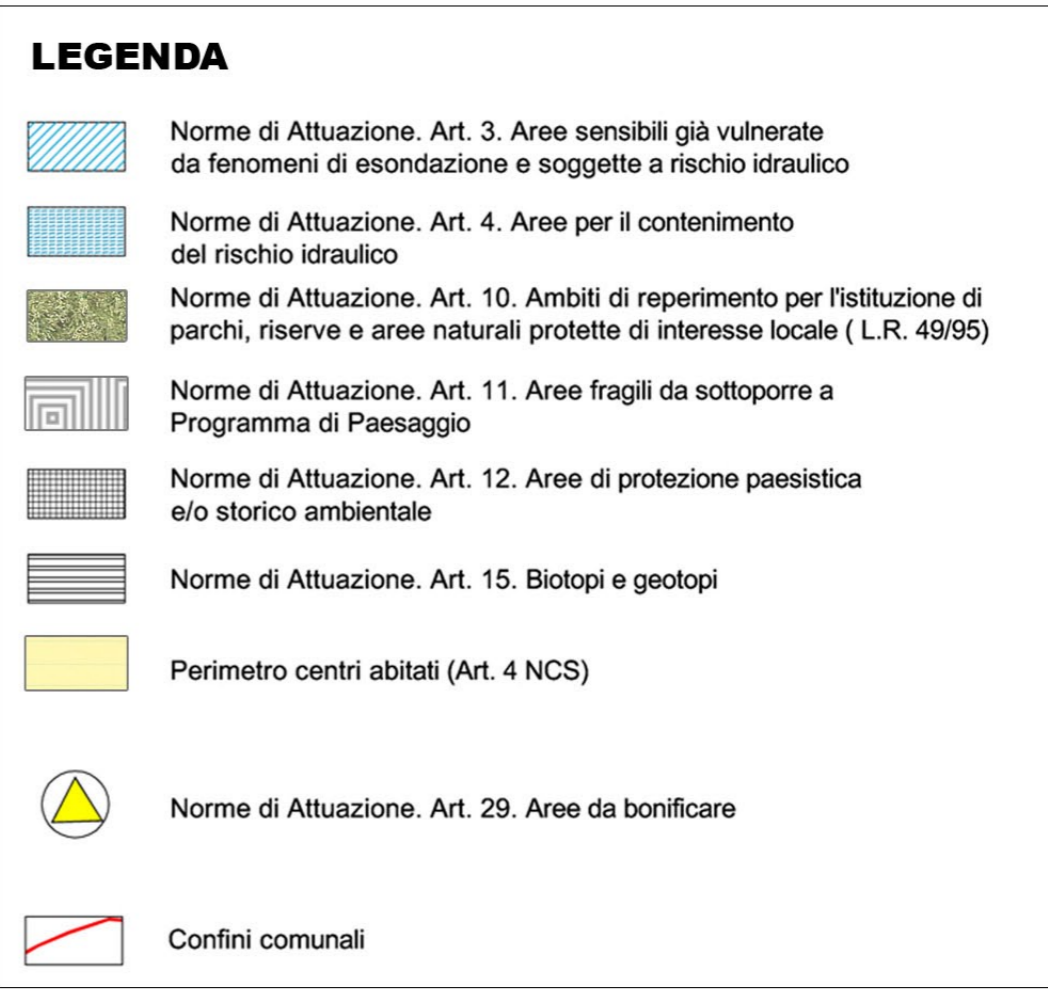 LEGENDA
Norme di Attuazione. Art. 3. Aree sensibili già vulnerate
da fenomeni di esondazione e soggette a rischio idraulico
Norme di Attuazione. Art. 4. Aree per il contenimento
del rischio idraulico
Norme di Attuazione. Art. 10. Ambiti di reperimento per l'istituzione di
parchi, riserve e aree naturali protette di interesse locale ( L.R. 49/95)
Norme di Attuazione. Art. 11. Aree fragili da sottoporre a
Programma di Paesaggio
Norme di Attuazione. Art. 12. Aree di protezione paesistica
e/o storico ambientale
Norme di Attuazione. Art. 15. Biotopi e geotopi
Perimetro centri abitati (Art. 4 NCS)
Norme di Attuazione. Art. 29. Aree da bonificare
Confini comunali